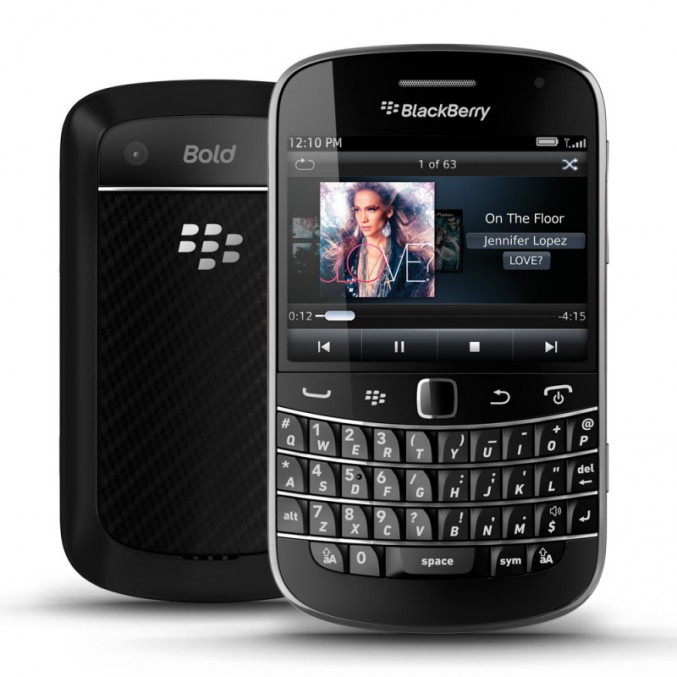 Bold
BlackBerry
12:10 PM
1 of 63
On The Floor
Jennifer Lopez
LOVE?
LOVE?
0:12
-4:15
# Q 1 W 2 E 3 R ( T ) Y _ U - I + O @ P
* A 4 S 5 D 6 F / G : H ; J ' K " L del
alt 7 Z 8 X 9 C ? V ! B , N . M $
aA 0 space sym aA